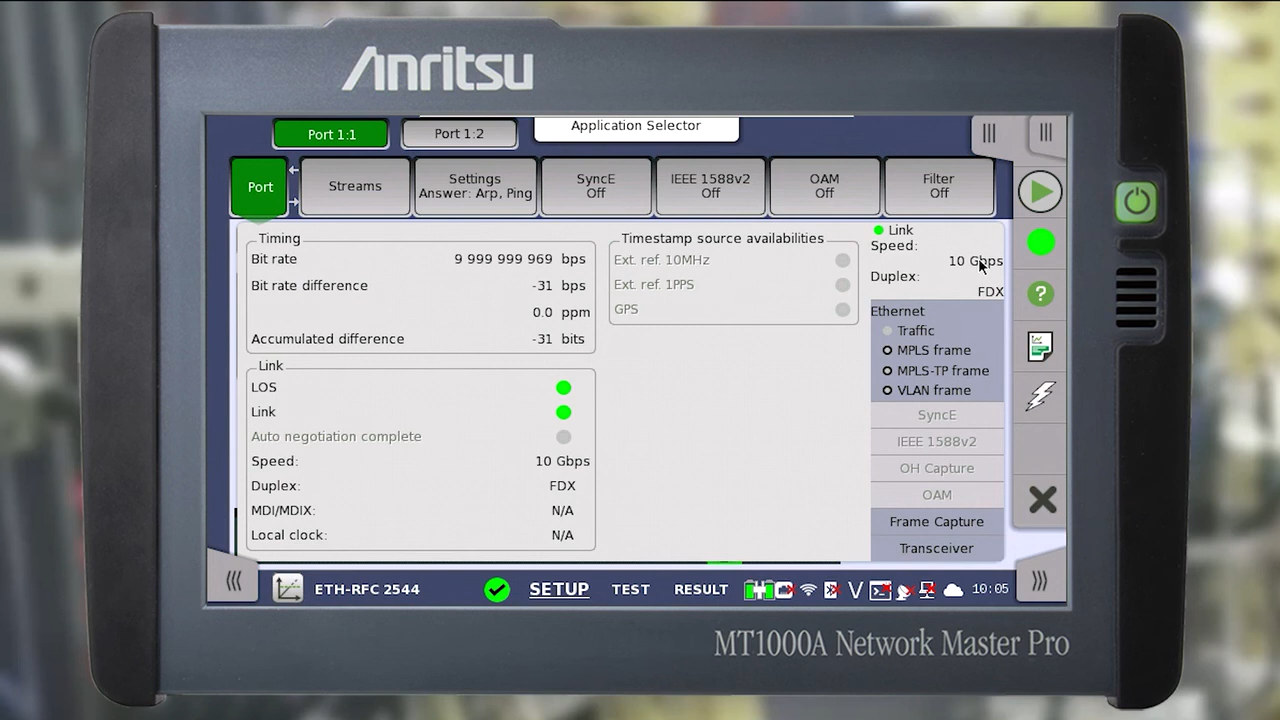 Anritsu
Port 1:1
Port 1:2
Application Selector
Port
Streams
Settings
Answer: Arp, Ping
SyncE
Off
IEEE 1588v2
Off
OAM
Off
Filter
Off
Timing
Bit rate 9 999 999 969 bps
Bit rate difference -31 bps
0.0 ppm
Accumulated difference -31 bits
Link
LOS
Link
Auto negotiation complete
Speed: 10 Gbps
Duplex: FDX
MDI/MDIX: N/A
Local clock: N/A
Timestamp source availabilities
Ext. ref. 10MHz
Ext. ref. 1PPS
GPS
Link
Speed:
10 Gbps
Duplex:
FDX
Ethernet
Traffic
MPLS frame
MPLS-TP frame
VLAN frame
SyncE
IEEE 1588v2
OH Capture
OAM
Frame Capture
Transceiver
?
ETH-RFC 2544
SETUP
TEST
RESULT
V
10:05
MT1000A Network Master Pro